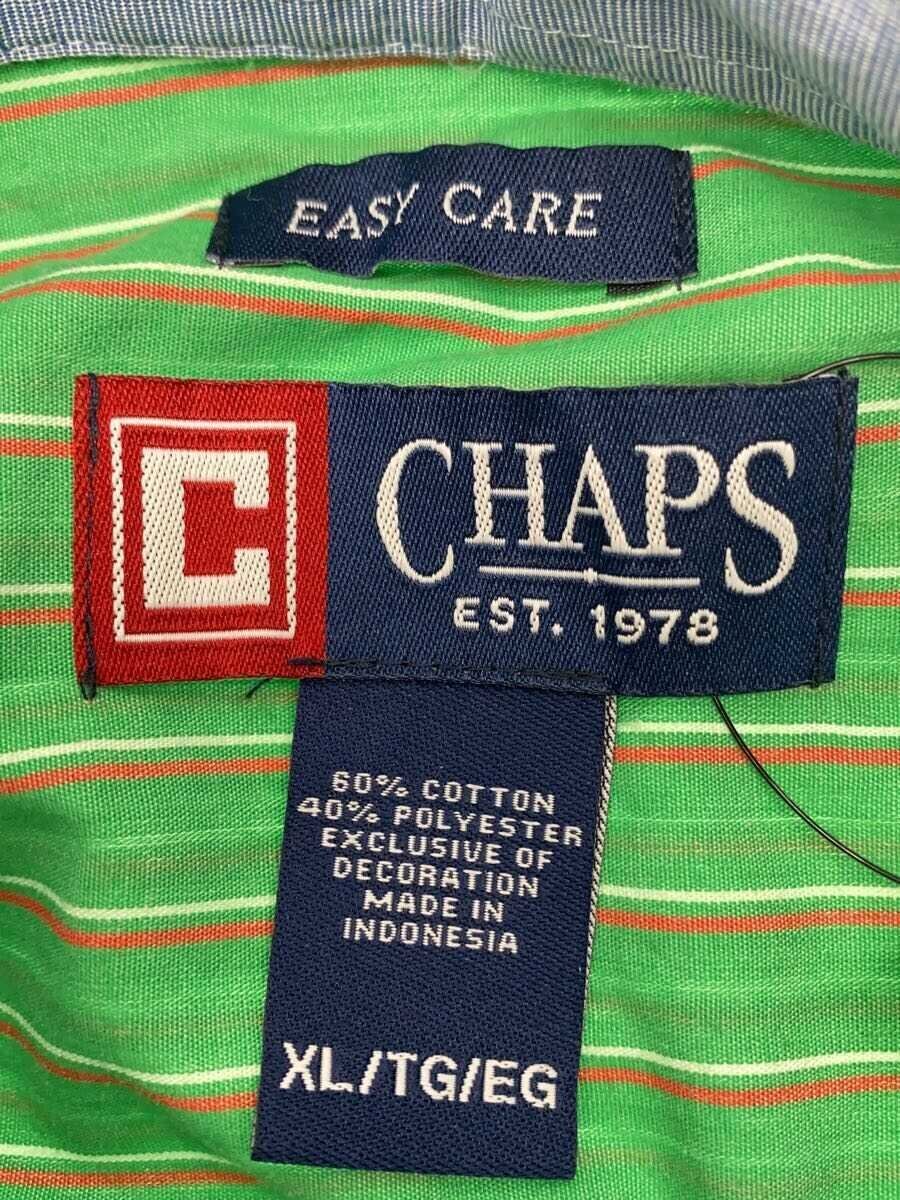 EASY CARE
C
CHAPS
EST. 1978
60% COTTON
40% POLYESTER
EXCLUSIVE OF
DECORATION
MADE IN
INDONESIA
XL/TG/EG